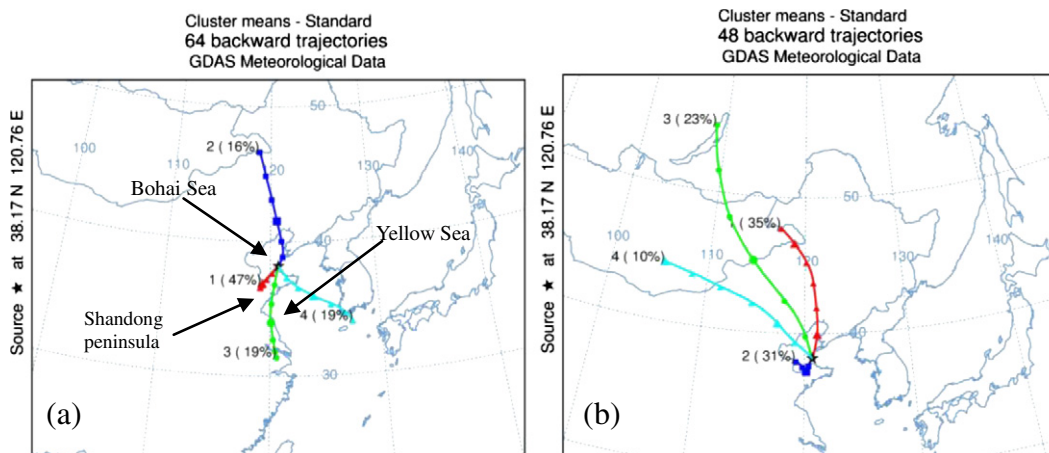 Cluster means - Standard
64 backward trajectories
GDAS Meteorological Data
Source ★ at 38.17 N 120.76 E
50
140
100
110
2 ( 16%)
120
130
Bohai Sea
Yellow Sea
40
1 ( 47%)
Shandong
peninsula
4 ( 19%)
3 ( 19%)
30
(a)
Cluster means - Standard
48 backward trajectories
GDAS Meteorological Data
Source ★ at 38.17 N 120.76 E
3 ( 23%)
140
50
1 ( 35%)
130
100
4 ( 10%)
110
120
40
2 ( 31%)
30
(b)